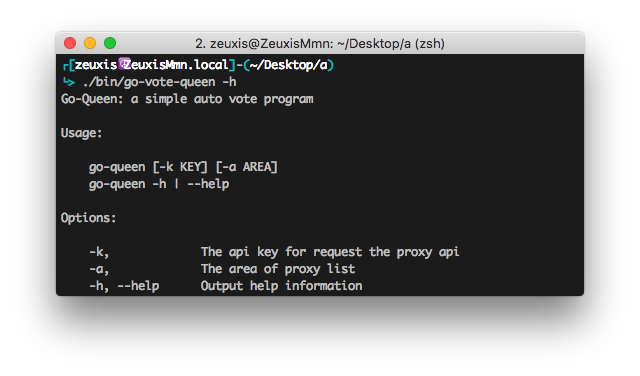 2. zeuxis@ZeuxisMmn: ~/Desktop/a (zsh)
┌[zeuxis☮ZeuxisMmn.local]-(~/Desktop/a)
└> ./bin/go-vote-queen -h
Go-Queen: a simple auto vote program
Usage:
go-queen [-k KEY] [-a AREA]
go-queen -h | --help
Options:
-k, The api key for request the proxy api
-a, The area of proxy list
-h, --help Output help information